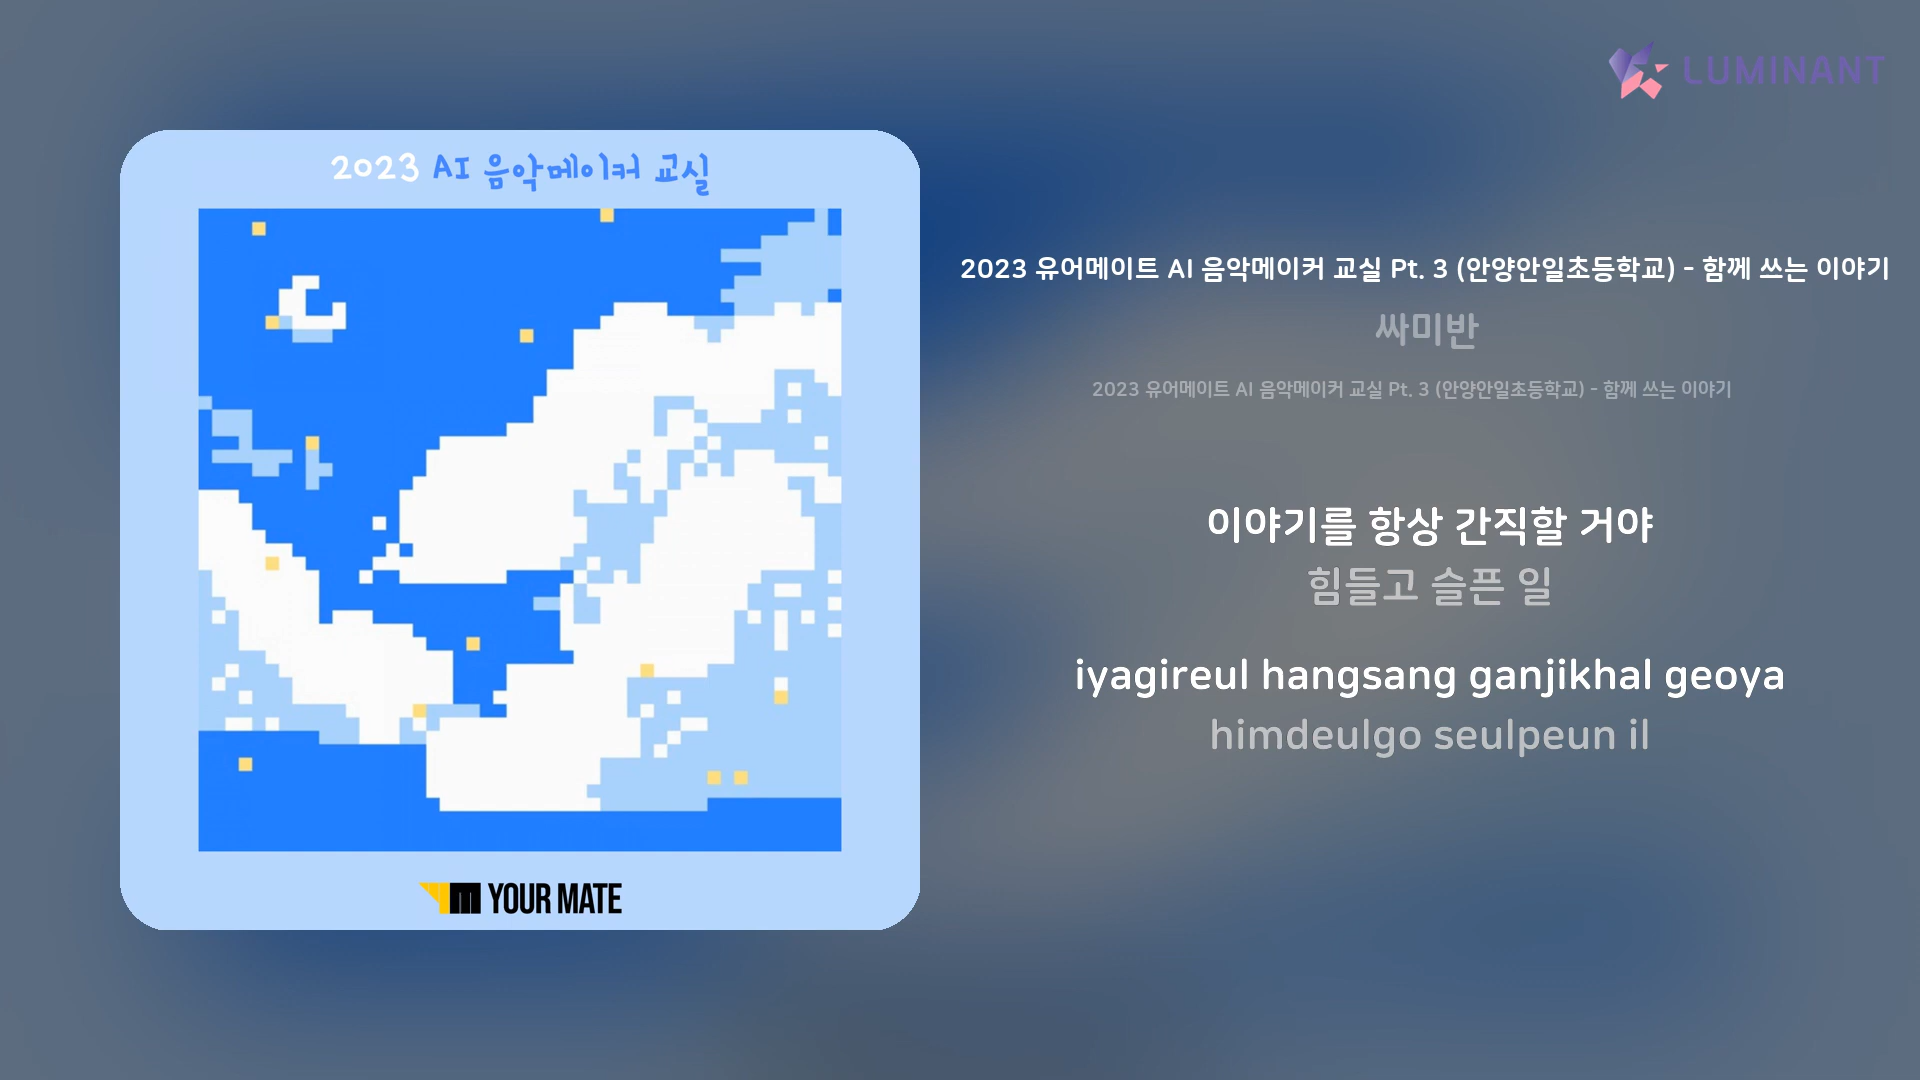 LUMINANT
2023 AI 음악메이커 교실
YOUR MATE
2023 유어메이트 AI 음악메이커 교실 Pt. 3 (안양안일초등학교) - 함께 쓰는 이야기
싸미반
2023 유어메이트 AI 음악메이커 교실 Pt. 3 (안양안일초등학교) - 함께 쓰는 이야기
이야기를 항상 간직할 거야
힘들고 슬픈 일
iyagireul hangsang ganjikhal geoya
himdeulgo seulpeun il